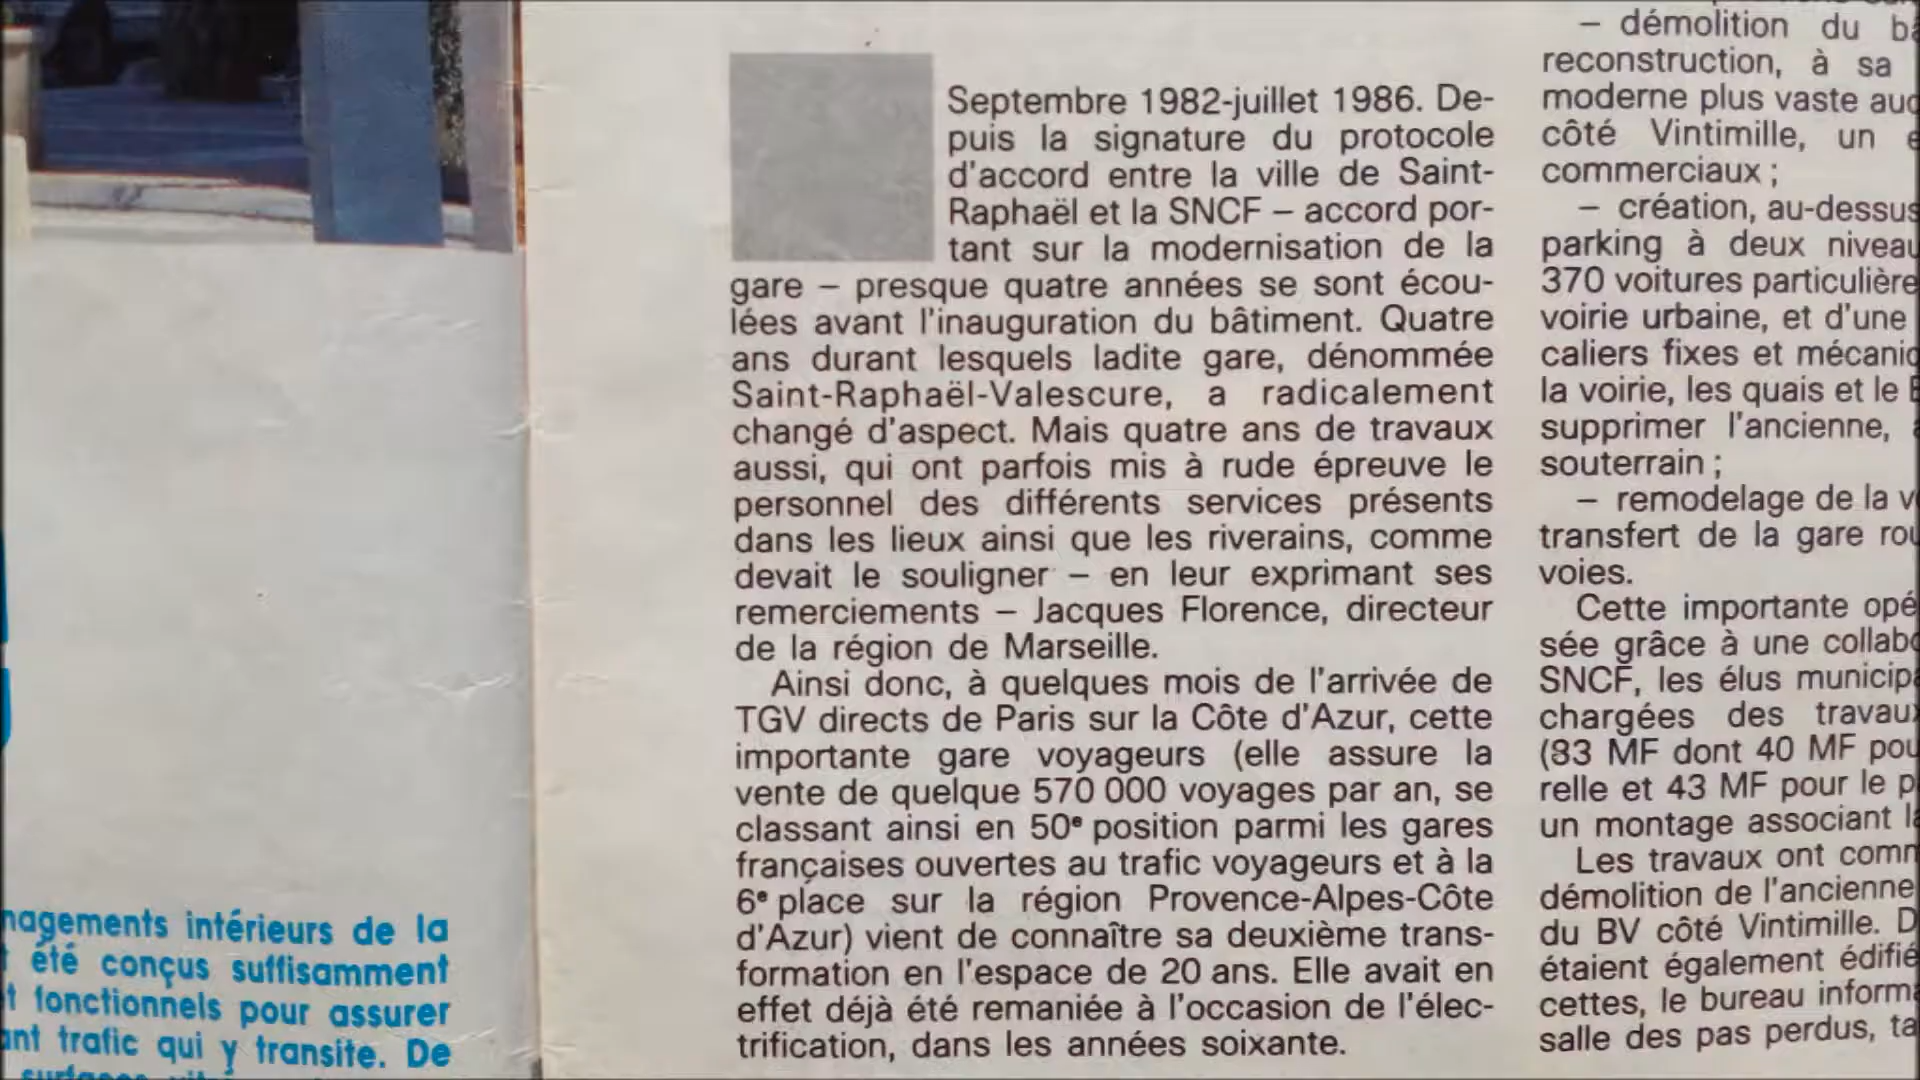 Septembre 1982-juillet 1986. De-
puis la signature du protocole
d'accord entre la ville de Saint-
Raphaël et la SNCF – accord por-
tant sur la modernisation de la
gare – presque quatre années se sont écou-
lées avant l'inauguration du bâtiment. Quatre
ans durant lesquels ladite gare, dénommée
Saint-Raphaël-Valescure, a radicalement
changé d'aspect. Mais quatre ans de travaux
aussi, qui ont parfois mis à rude épreuve le
personnel des différents services présents
dans les lieux ainsi que les riverains, comme
devait le souligner – en leur exprimant ses
remerciements – Jacques Florence, directeur
de la région de Marseille.
Ainsi donc, à quelques mois de l'arrivée de
TGV directs de Paris sur la Côte d'Azur, cette
importante gare voyageurs (elle assure la
vente de quelque 570 000 voyages par an, se
classant ainsi en 50e position parmi les gares
françaises ouvertes au trafic voyageurs et à la
6e place sur la région Provence-Alpes-Côte
d'Azur) vient de connaître sa deuxième trans-
formation en l'espace de 20 ans. Elle avait en
effet déjà été remaniée à l'occasion de l'élec-
trification, dans les années soixante.
– démolition du
reconstruction, à sa
moderne plus vaste
côté Vintimille, un
commerciaux ;
– création, au-dessus
parking à deux
370 voitures
voirie urbaine, et d'une
caliers fixes et
la voirie, les quais et le
supprimer l'ancienne,
souterrain ;
– remodelage de la
transfert de la gare
voies.
Cette importante
sée grâce à une
SNCF, les élus
chargées des
(83 MF dont 40 MF
relle et 43 MF pour le
un montage associant
Les travaux ont
démolition de l'ancienne
du BV côté Vintimille.
étaient également
cettes, le bureau
salle des pas perdus,
nagements intérieurs de la
été conçus suffisamment
fonctionnels pour assurer
trafic qui y transite. De